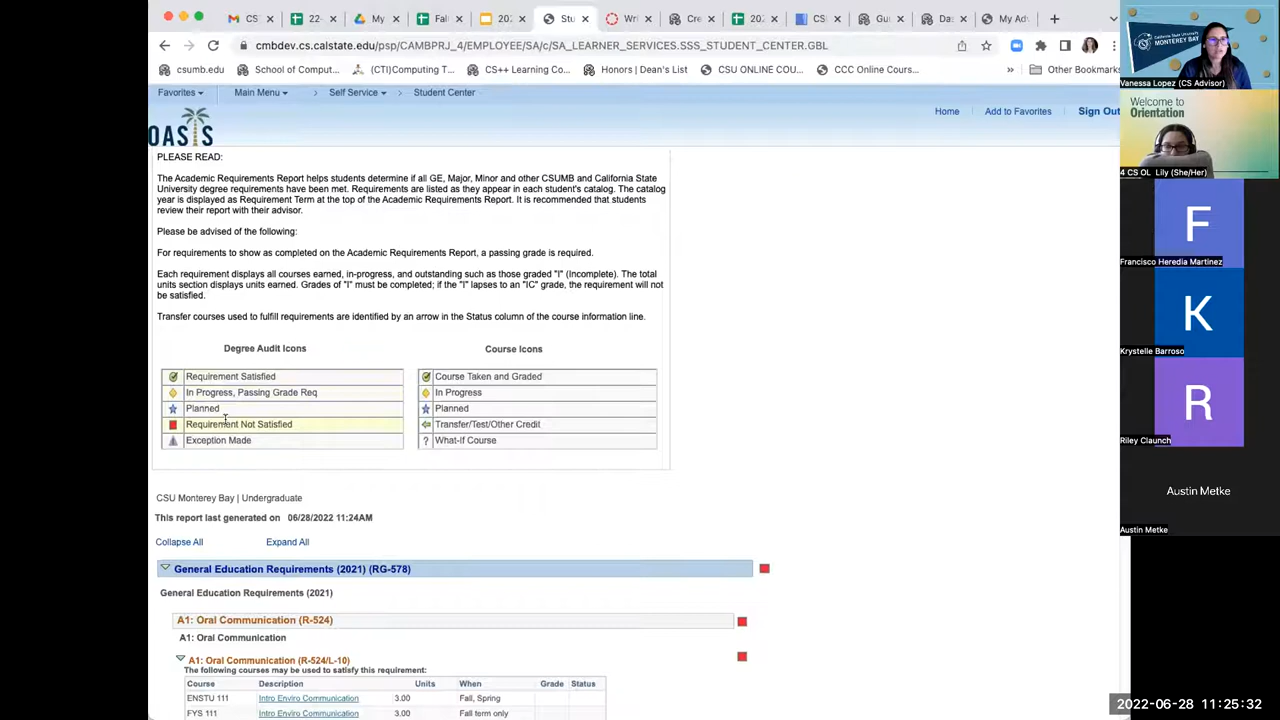 CS
22-
My
Fal
202
Stu
Wri
Cre
202
CS:
Gui
Das
My Ad
cmbdev.cs.calstate.edu/psp/CAMBPRJ_4/EMPLOYEE/SA/c/SA_LEARNER_SERVICES.SSS_STUDENT_CENTER.GBL
csumb.edu
School of Comput...
(CTI)Computing T...
CS++ Learning Co...
Honors | Dean's List
CSU ONLINE COU...
CCC Online Cours...
»
Other Bookmarks
Favorites
Main Menu
>
Self Service
>
Student Center
OASIS
Home
Add to Favorites
Sign Out
PLEASE READ:
The Academic Requirements Report helps students determine if all GE, Major, Minor and other CSUMB and California State
University degree requirements have been met. Requirements are listed as they appear in each student's catalog. The catalog
year is displayed as Requirement Term at the top of the Academic Requirements Report. It is recommended that students
review their report with their advisor.
Please be advised of the following:
For requirements to show as completed on the Academic Requirements Report, a passing grade is required.
Each requirement displays all courses earned, in-progress, and outstanding such as those graded "I" (Incomplete). The total
units section displays units earned. Grades of "I" must be completed; if the "I" lapses to an "IC" grade, the requirement will not
be satisfied.
Transfer courses used to fulfill requirements are identified by an arrow in the Status column of the course information line.
Degree Audit Icons
Requirement Satisfied
In Progress, Passing Grade Req
Planned
Requirement Not Satisfied
Exception Made
Course Icons
Course Taken and Graded
In Progress
Planned
Transfer/Test/Other Credit
? What-If Course
CSU Monterey Bay | Undergraduate
This report last generated on 06/28/2022 11:24AM
Collapse All
Expand All
General Education Requirements (2021) (RG-578)
General Education Requirements (2021)
A1: Oral Communication (R-524)
A1: Oral Communication
A1: Oral Communication (R-524/L-10)
The following courses may be used to satisfy this requirement:
Course Description Units When Grade Status
ENSTU 111 Intro Enviro Communication 3.00 Fall, Spring
FYS 111 Intro Enviro Communication 3.00 Fall term only
MONTEREY BAY
Vanessa Lopez (CS Advisor)
Welcome to
Orientation
4 CS OL Lily (She/Her)
F
Francisco Heredia Martinez
K
Krystelle Barroso
R
Riley Claunch
Austin Metke
Austin Metke
2022-06-28 11:25:32